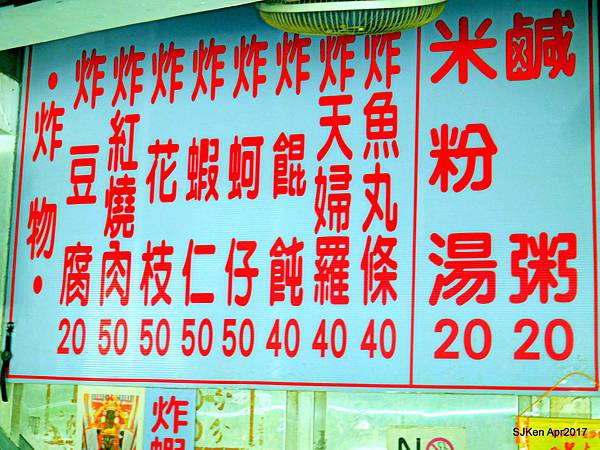 鹹粥 20
米粉湯 20
炸魚丸條 40
炸天婦羅 40
炸餛飩 40
炸蚵仔 50
炸蝦仁 50
炸花枝 50
炸紅燒肉 50
炸豆腐 20
•炸物•
炸蝦
N
SJKen Apr2017